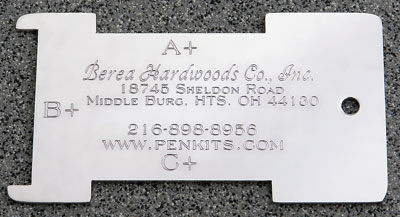 A+
Berea Hardwoods Co., Inc.
18745 Sheldon Road
Middle Burg. Hts. OH 44130
B+
216-898-8956
WWW.PENKITS.COM
C+